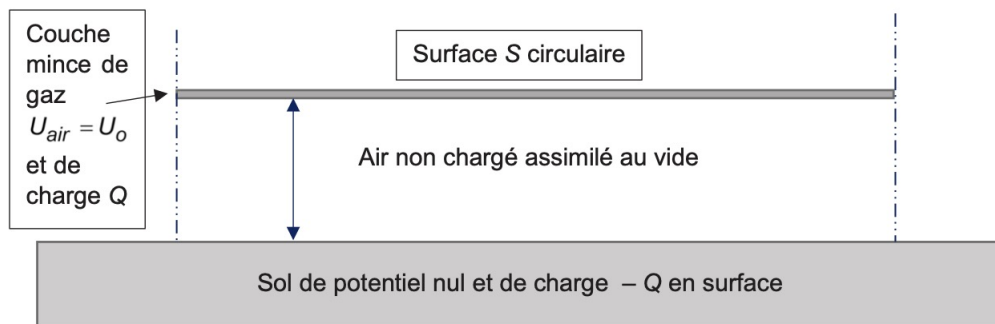 Couche
mince de
gaz
U_air = U_o
et de
charge Q
Surface S circulaire
Air non chargé assimilé au vide
Sol de potentiel nul et de charge – Q en surface